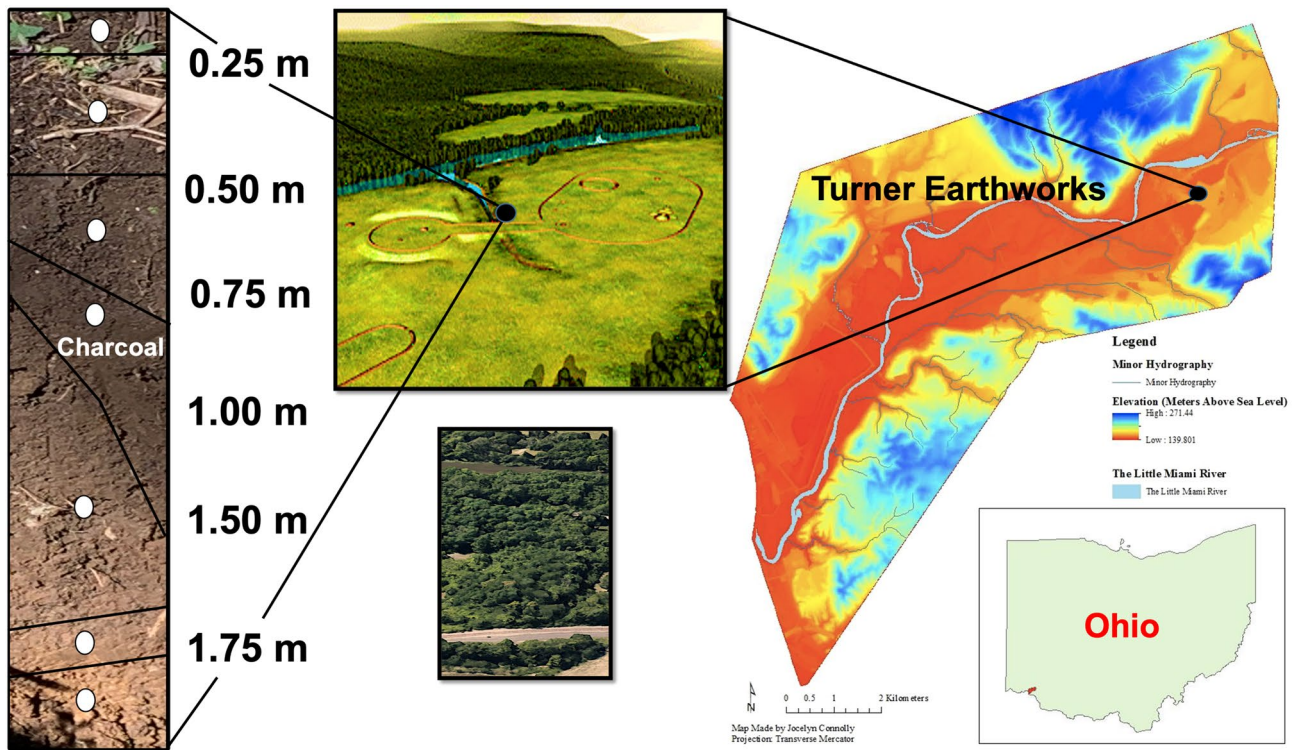 0.25 m
0.50 m
0.75 m
Charcoal
1.00 m
1.50 m
1.75 m
Turner Earthworks
Legend
Minor Hydrography
Minor Hydrography
Elevation (Meters Above Sea Level)
High : 271.44
Low : 139.801
The Little Miami River
The Little Miami River
N
0 0.5 1 2 Kilometers
Map Made by Jocelyn Connolly
Projection: Transverse Mercator
Ohio